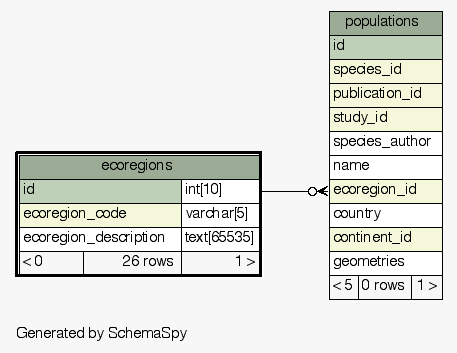 populations
id
species_id
publication_id
study_id
species_author
name
ecoregion_id
country
continent_id
geometries
< 5 0 rows 1 >
ecoregions
id int[10]
ecoregion_code varchar[5]
ecoregion_description text[65535]
< 0 26 rows 1 >
Generated by SchemaSpy